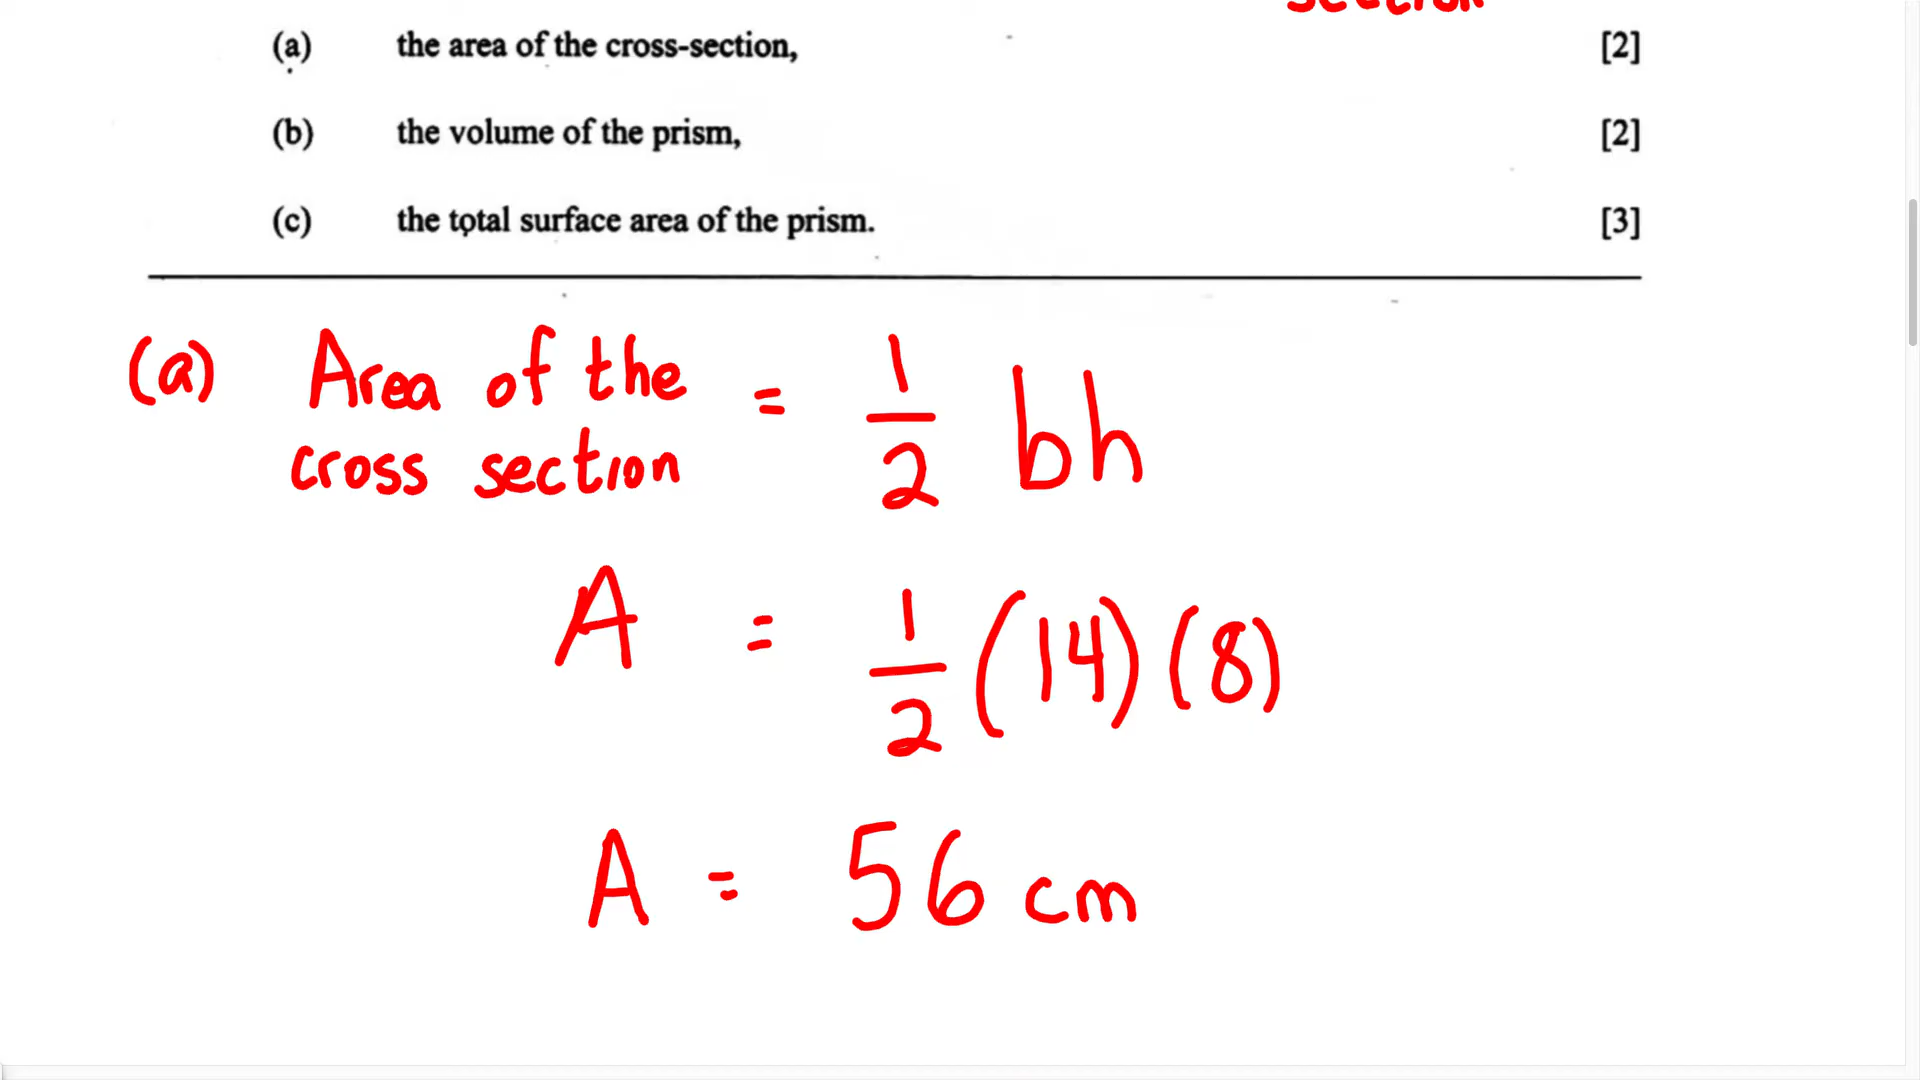 section
(a) the area of the cross-section, [2]
(b) the volume of the prism, [2]
(c) the total surface area of the prism. [3]
(a) Area of the cross section = 1/2 bh
A = 1/2 (14)(8)
A = 56 cm